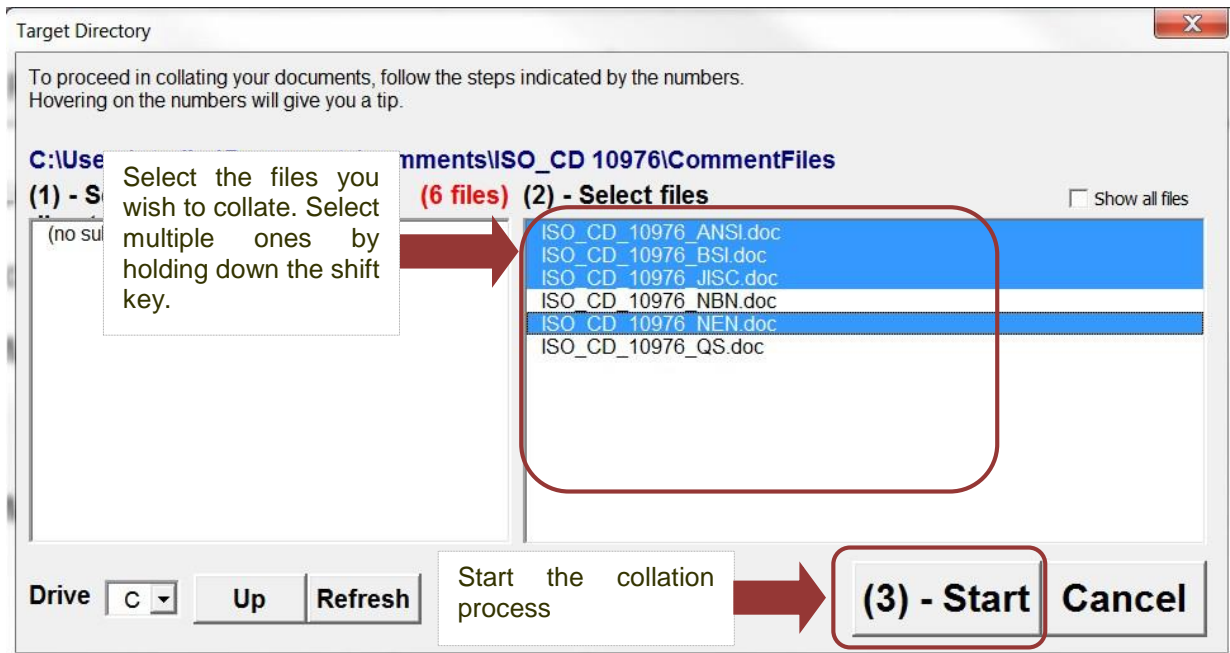 Target Directory
To proceed in collating your documents, follow the steps indicated by the numbers.
Hovering on the numbers will give you a tip.
C:\Use
mments\ISO_CD 10976\CommentFiles
(1) - S
(6 files)
(2) - Select files
Show all files
(no su
Select the files you
wish to collate. Select
multiple ones by
holding down the shift
key.
ISO_CD_10976_ANSI.doc
ISO_CD_10976_BSI.doc
ISO_CD_10976_JISC.doc
ISO_CD_10976_NBN.doc
ISO_CD_10976_NEN.doc
ISO_CD_10976_QS.doc
Drive
C
Up
Refresh
Start the collation
process
(3) - Start
Cancel